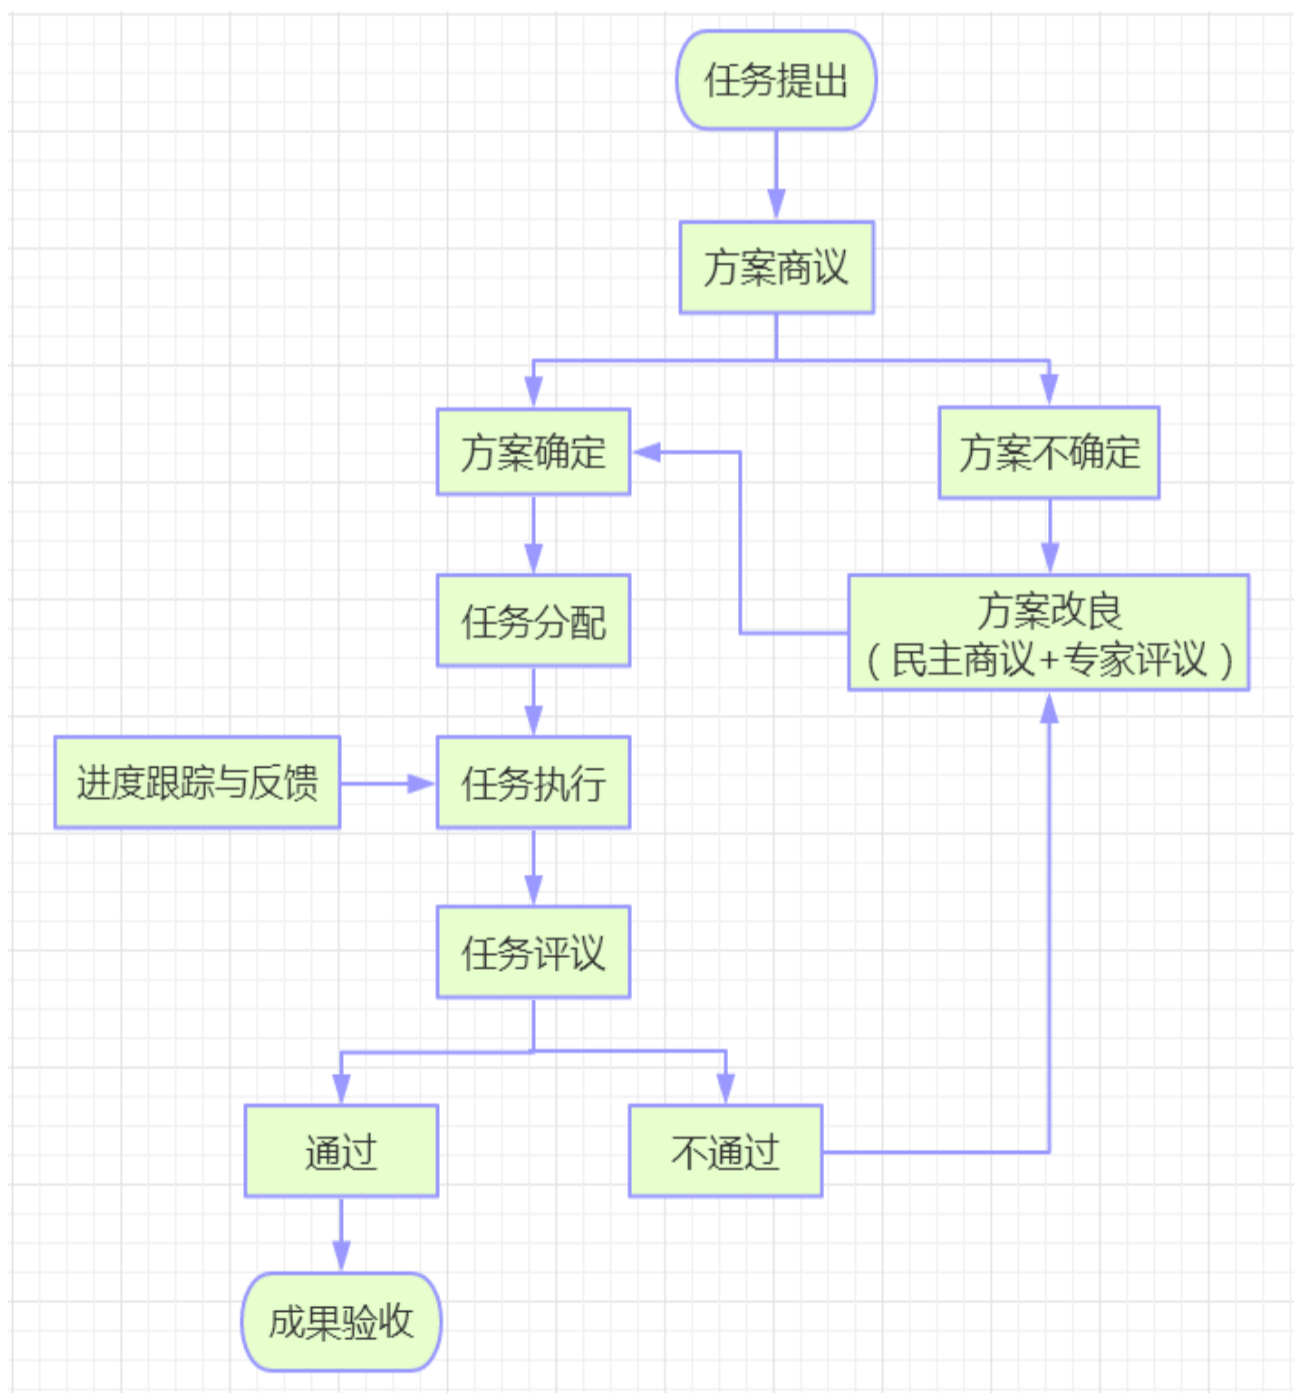 任务提出
方案商议
方案确定
方案不确定
任务分配
方案改良
（民主商议+专家评议）
进度跟踪与反馈
任务执行
任务评议
通过
不通过
成果验收